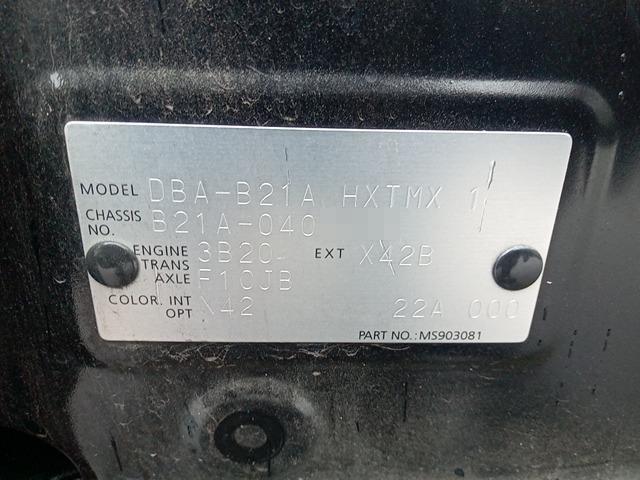 MODEL DBA-B21A HXTMX 1
CHASSIS NO. B21A-040
ENGINE 3B20 EXT X42B
TRANS AXLE F1CJB
COLOR. INT OPT 42 22A 000
PART NO.: MS903081